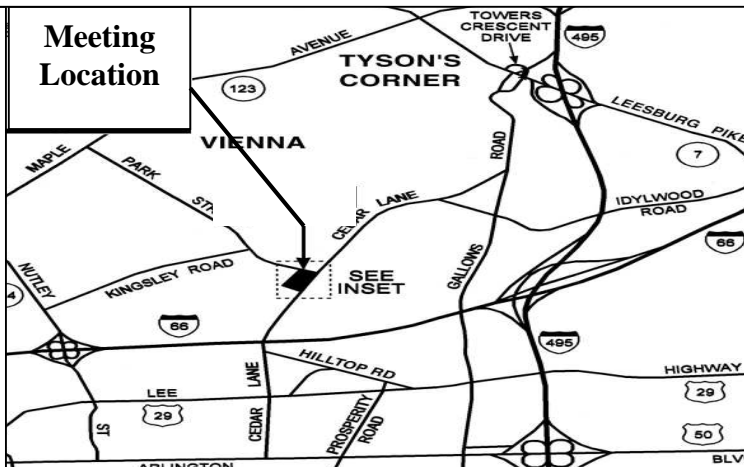 Meeting
Location
TOWERS
CRESCENT
DRIVE
495
AVENUE
TYSON'S
CORNER
123
LEESBURG PIKE
ROAD
7
MAPLE
PARK
VIENNA
CEDAR LANE
IDYLWOOD
ROAD
66
NUTLEY
KINGSLEY ROAD
SEE
INSET
GALLOWS
4
66
495
HILLTOP RD
HIGHWAY
LEE
29
29
LANE
CEDAR
ST
PROSPERITY
ROAD
50
ARLINGTON